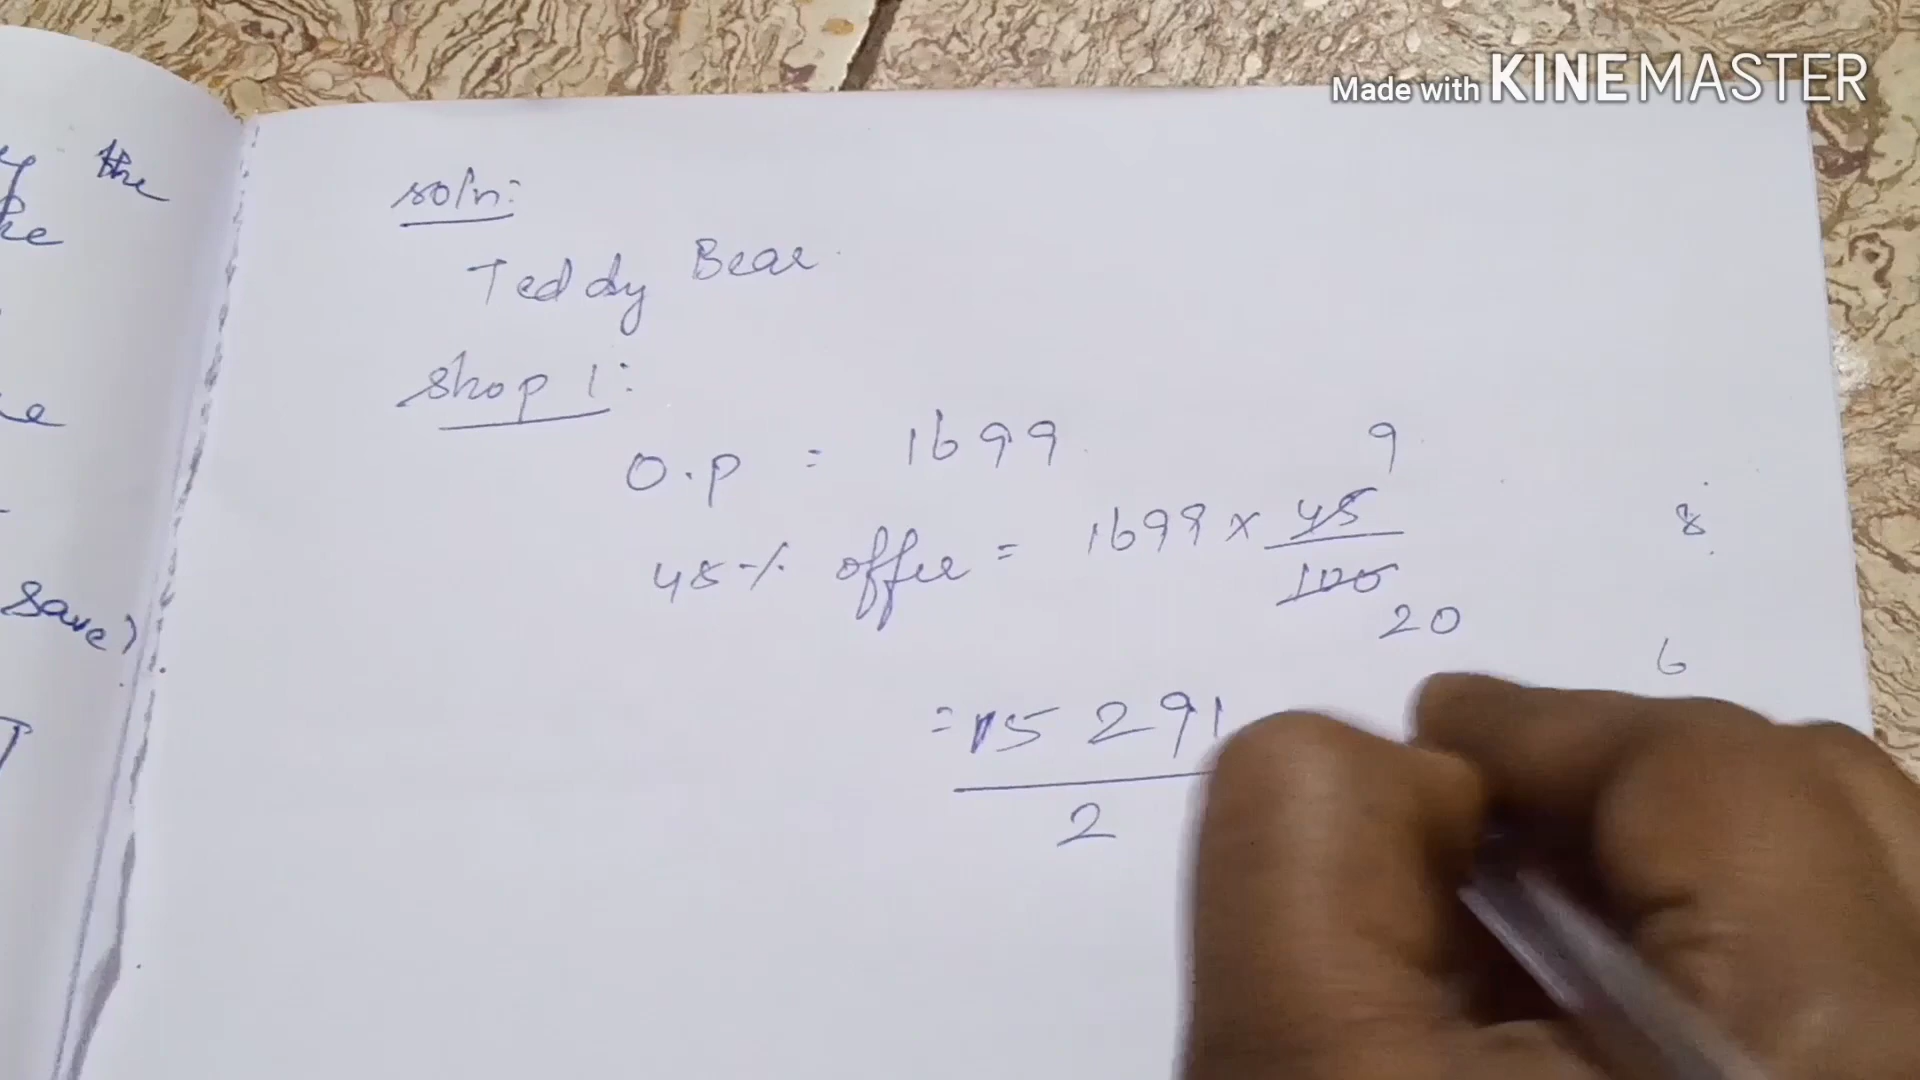 Made with KINEMASTER
the
soln:
Teddy Bear
Shop 1:
O.p = 1699
9
45% offer = 1699 x 45/100
20
8
6
save)
= 15291
2